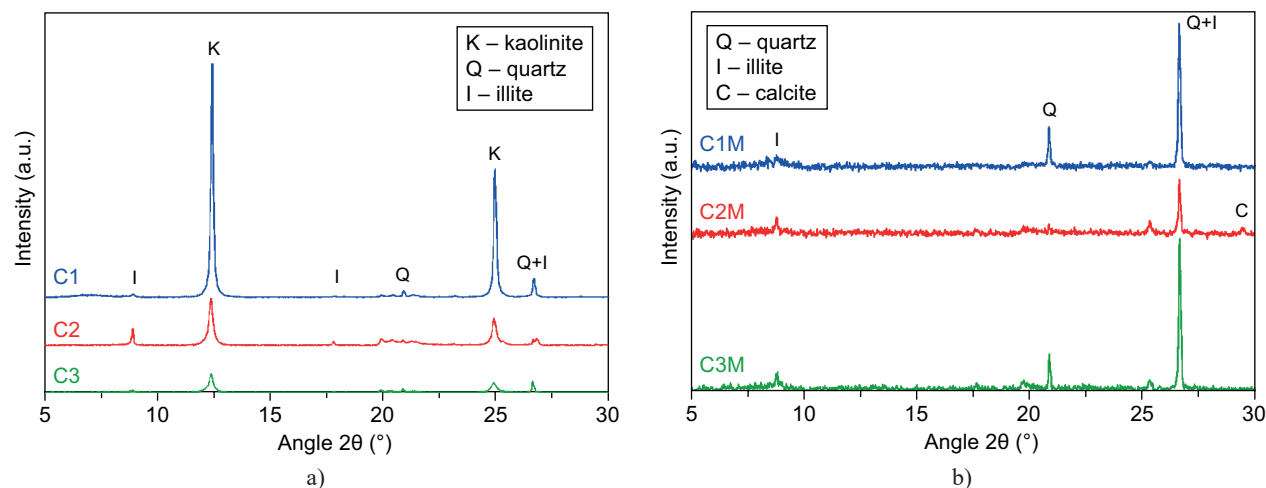 K – kaolinite
Q – quartz
I – illite
K
K
I
I
Q
Q+I
C1
C2
C3
Intensity (a.u.)
5 10 15 20 25 30
Angle 2θ (°)
a)
Q – quartz
I – illite
C – calcite
Q+I
Q
I
C
C1M
C2M
C3M
Intensity (a.u.)
5 10 15 20 25 30
Angle 2θ (°)
b)